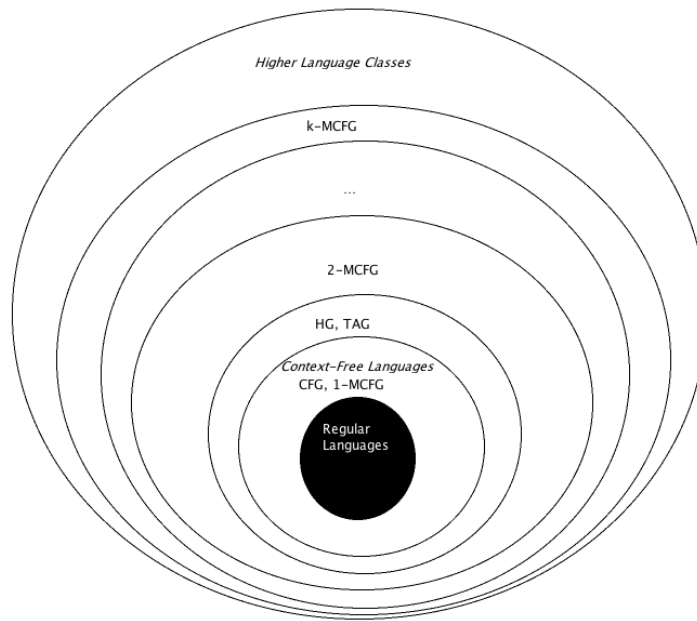 Higher Language Classes
k-MCFG
...
2-MCFG
HG, TAG
Context-Free Languages
CFG, 1-MCFG
Regular
Languages